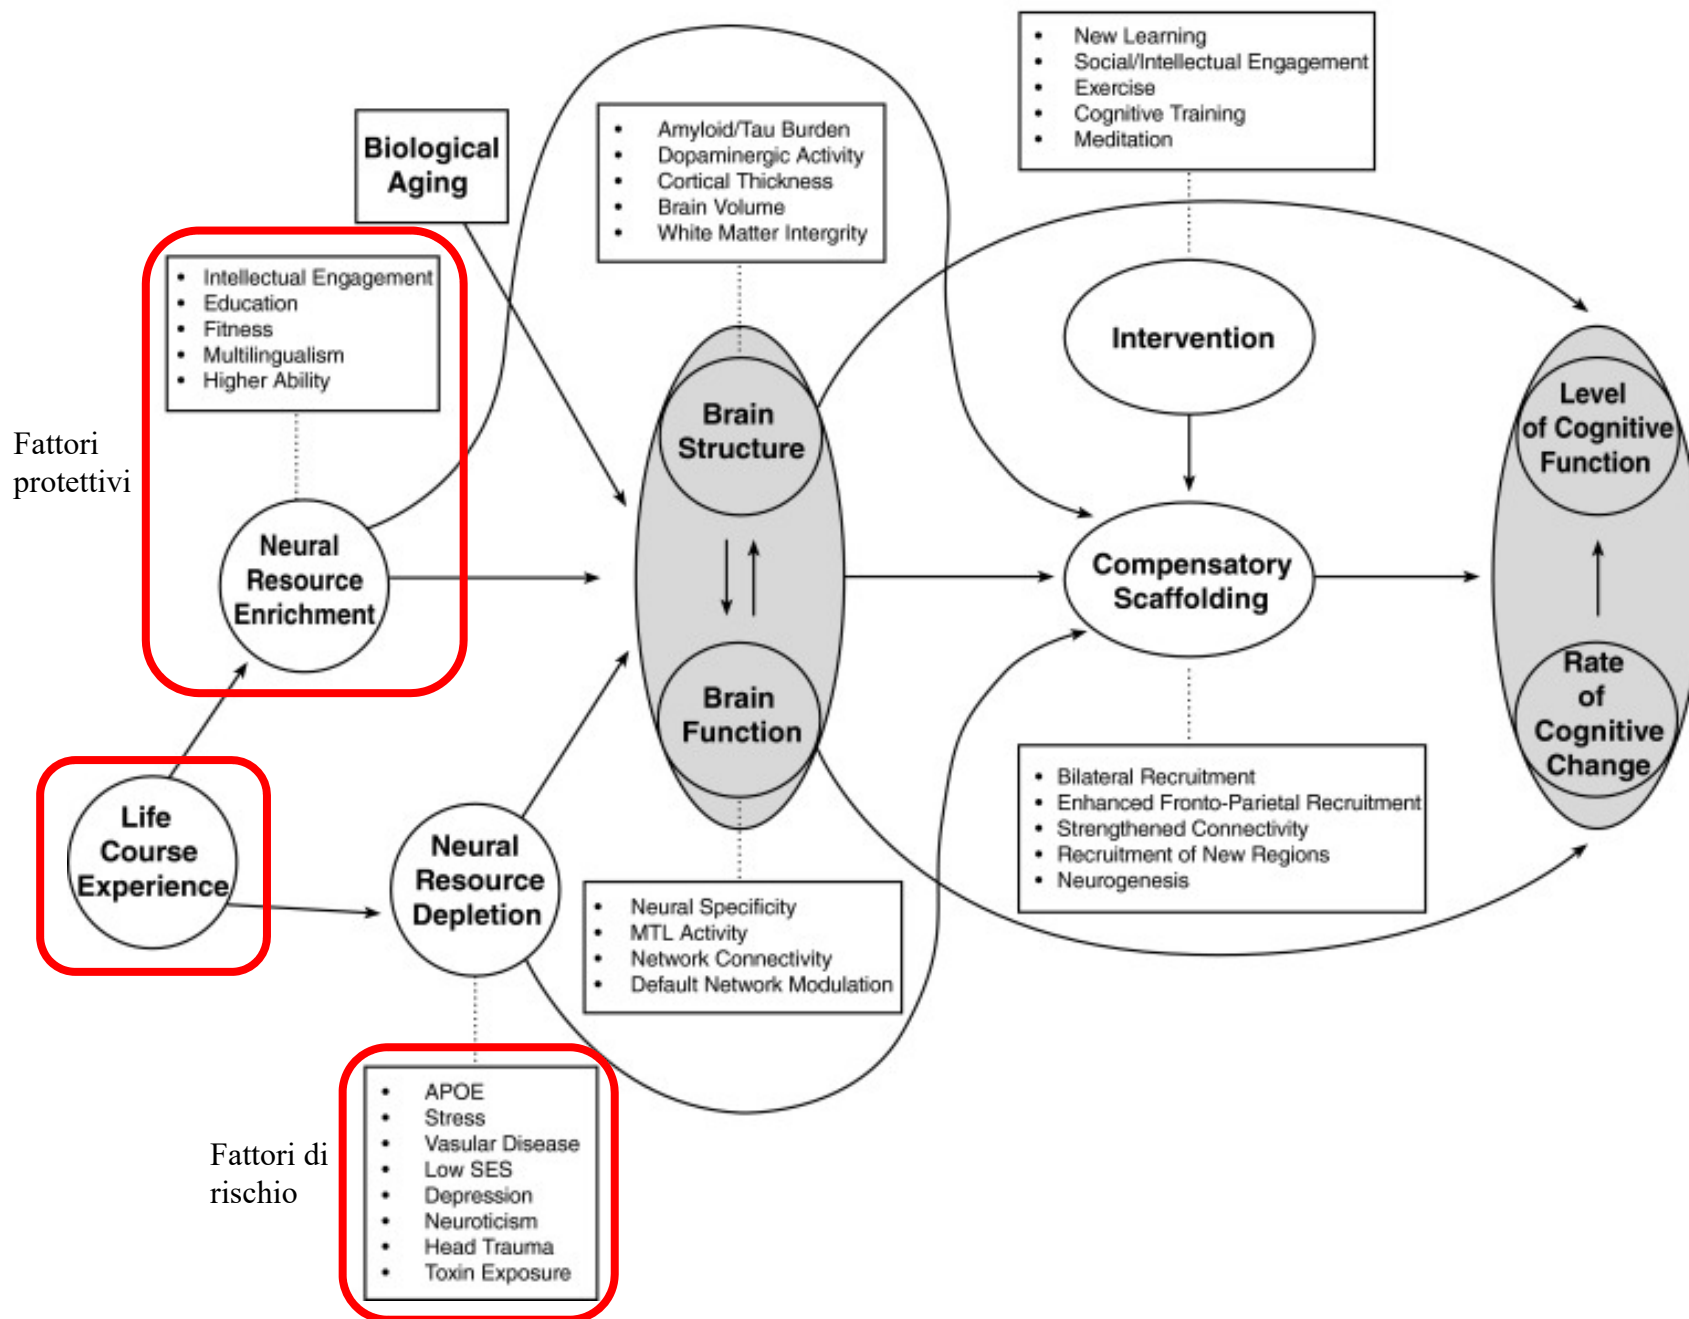 • New Learning
• Social/Intellectual Engagement
• Exercise
• Cognitive Training
• Meditation
• Amyloid/Tau Burden
• Dopaminergic Activity
• Cortical Thickness
• Brain Volume
• White Matter Intergrity
Biological
Aging
• Intellectual Engagement
• Education
• Fitness
• Multilingualism
• Higher Ability
Fattori
protettivi
Neural
Resource
Enrichment
Brain
Structure
Intervention
Level
of Cognitive
Function
Compensatory
Scaffolding
Brain
Function
Rate
of
Cognitive
Change
Life
Course
Experience
Neural
Resource
Depletion
• Bilateral Recruitment
• Enhanced Fronto-Parietal Recruitment
• Strengthened Connectivity
• Recruitment of New Regions
• Neurogenesis
• Neural Specificity
• MTL Activity
• Network Connectivity
• Default Network Modulation
Fattori di
rischio
• APOE
• Stress
• Vasular Disease
• Low SES
• Depression
• Neuroticism
• Head Trauma
• Toxin Exposure